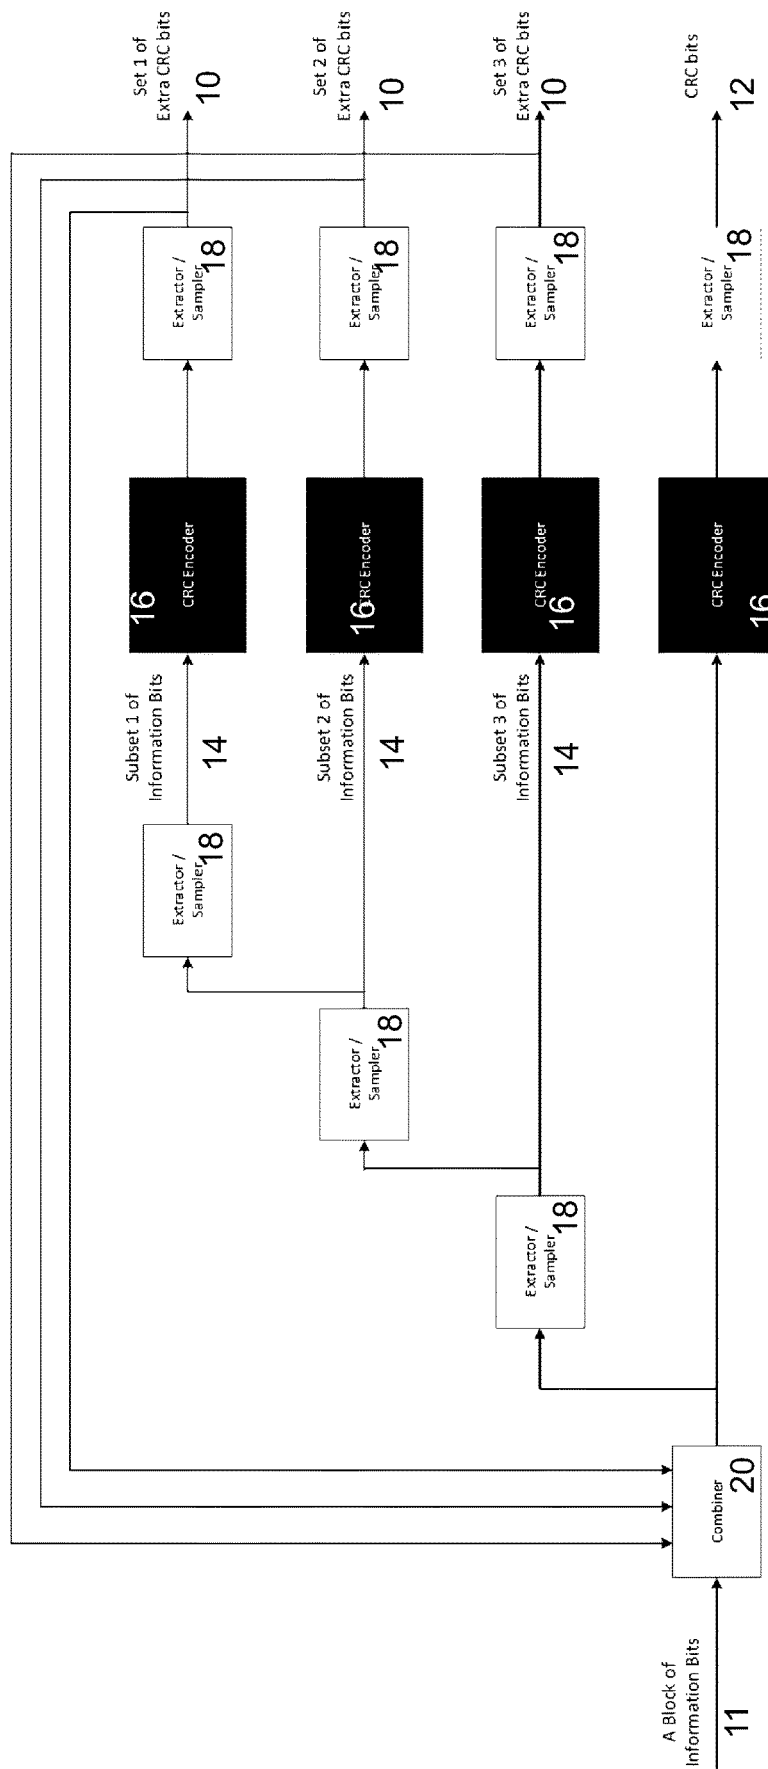 Extractor /
Sampler
18
Subset 1 of
Information Bits
14
16
CRC Encoder
Extractor /
Sampler
18
Set 1 of
Extra CRC bits
10
Extractor /
Sampler
18
Subset 2 of
Information Bits
14
CRC Encoder
16
Extractor /
Sampler
18
Set 2 of
Extra CRC bits
10
Extractor /
Sampler
18
Subset 3 of
Information Bits
14
CRC Encoder
16
Extractor /
Sampler
18
Set 3 of
Extra CRC bits
10
A Block of
Information Bits
11
Combiner
20
CRC Encoder
16
Extractor /
Sampler
18
CRC bits
12